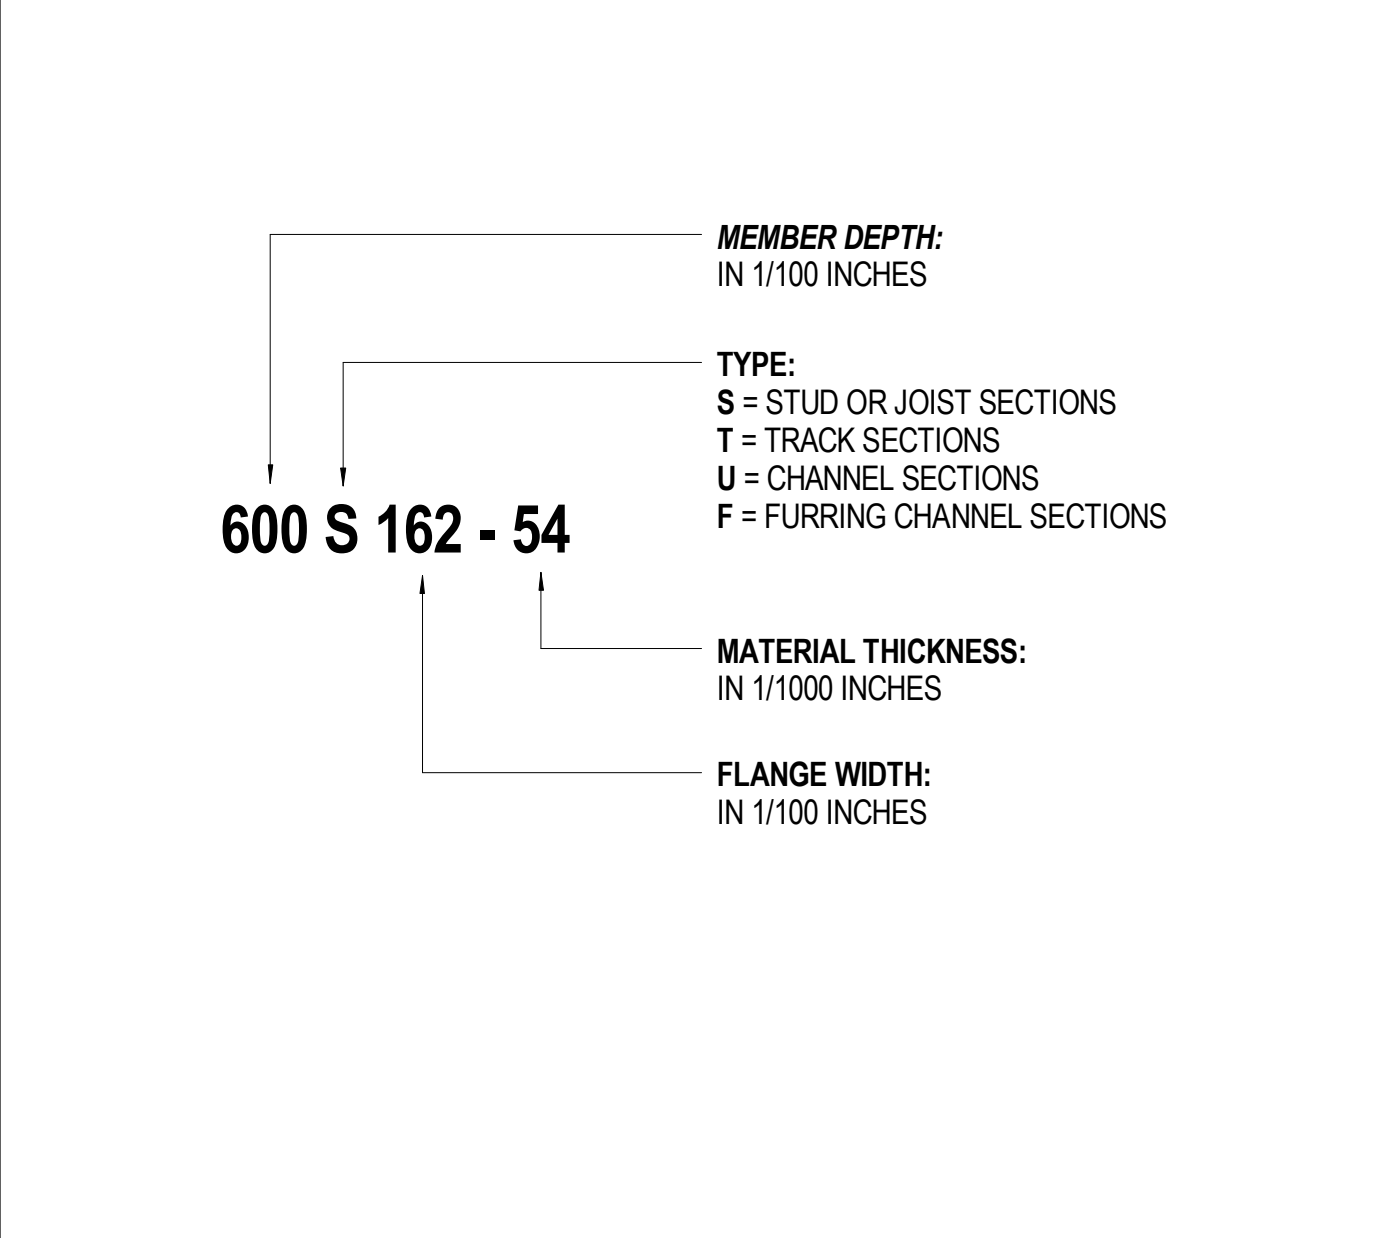 MEMBER DEPTH:
IN 1/100 INCHES
TYPE:
S = STUD OR JOIST SECTIONS
T = TRACK SECTIONS
U = CHANNEL SECTIONS
F = FURRING CHANNEL SECTIONS
600 S 162 - 54
MATERIAL THICKNESS:
IN 1/1000 INCHES
FLANGE WIDTH:
IN 1/100 INCHES